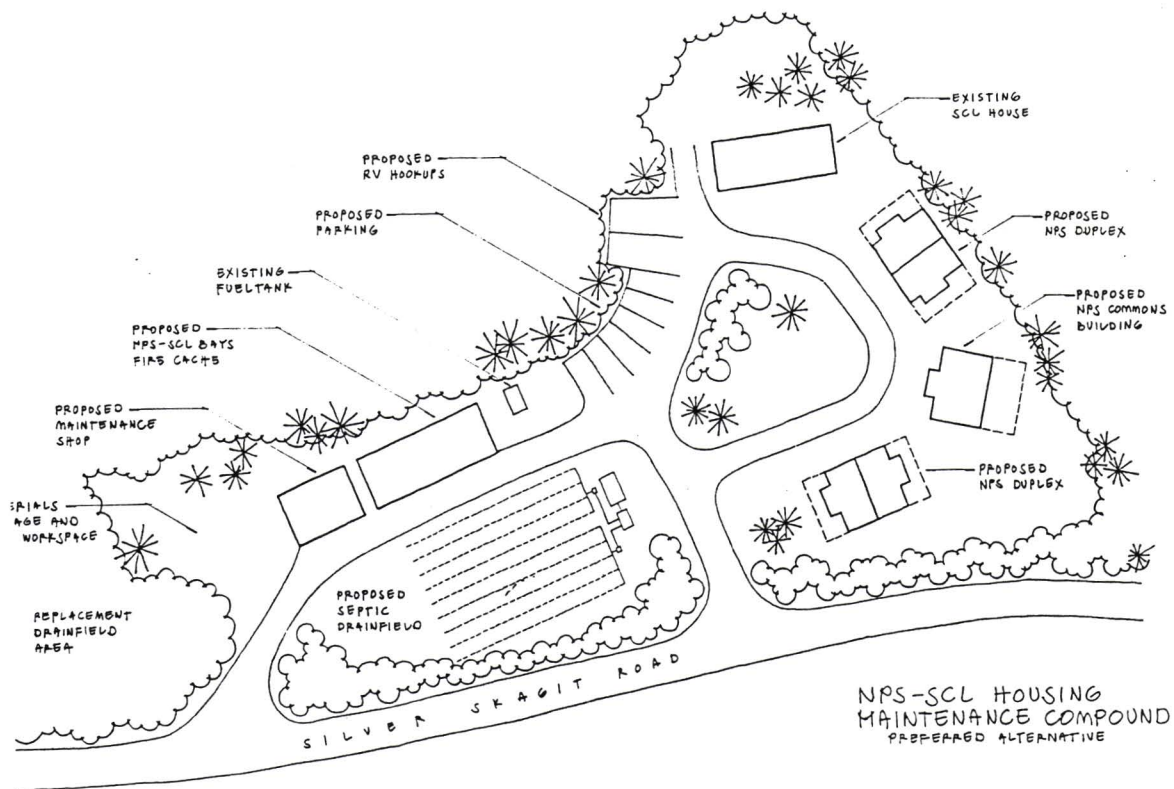 EXISTING
SCL HOUSE
PROPOSED
RV HOOKUPS
PROPOSED
PARKING
PROPOSED
NPS DUPLEX
EXISTING
FUELTANK
PROPOSED
NPS COMMONS
BUILDING
PROPOSED
NPS-SCL BAYS
FIRE CACHE
PROPOSED
MAINTENANCE
SHOP
PROPOSED
NPS DUPLEX
ERIALS
AGE AND
WORKSPACE
REPLACEMENT
DRAINFIELD
AREA
PROPOSED
SEPTIC
DRAINFIELD
SILVER SKAGIT ROAD
NPS-SCL HOUSING
MAINTENANCE COMPOUND
PREFERRED ALTERNATIVE